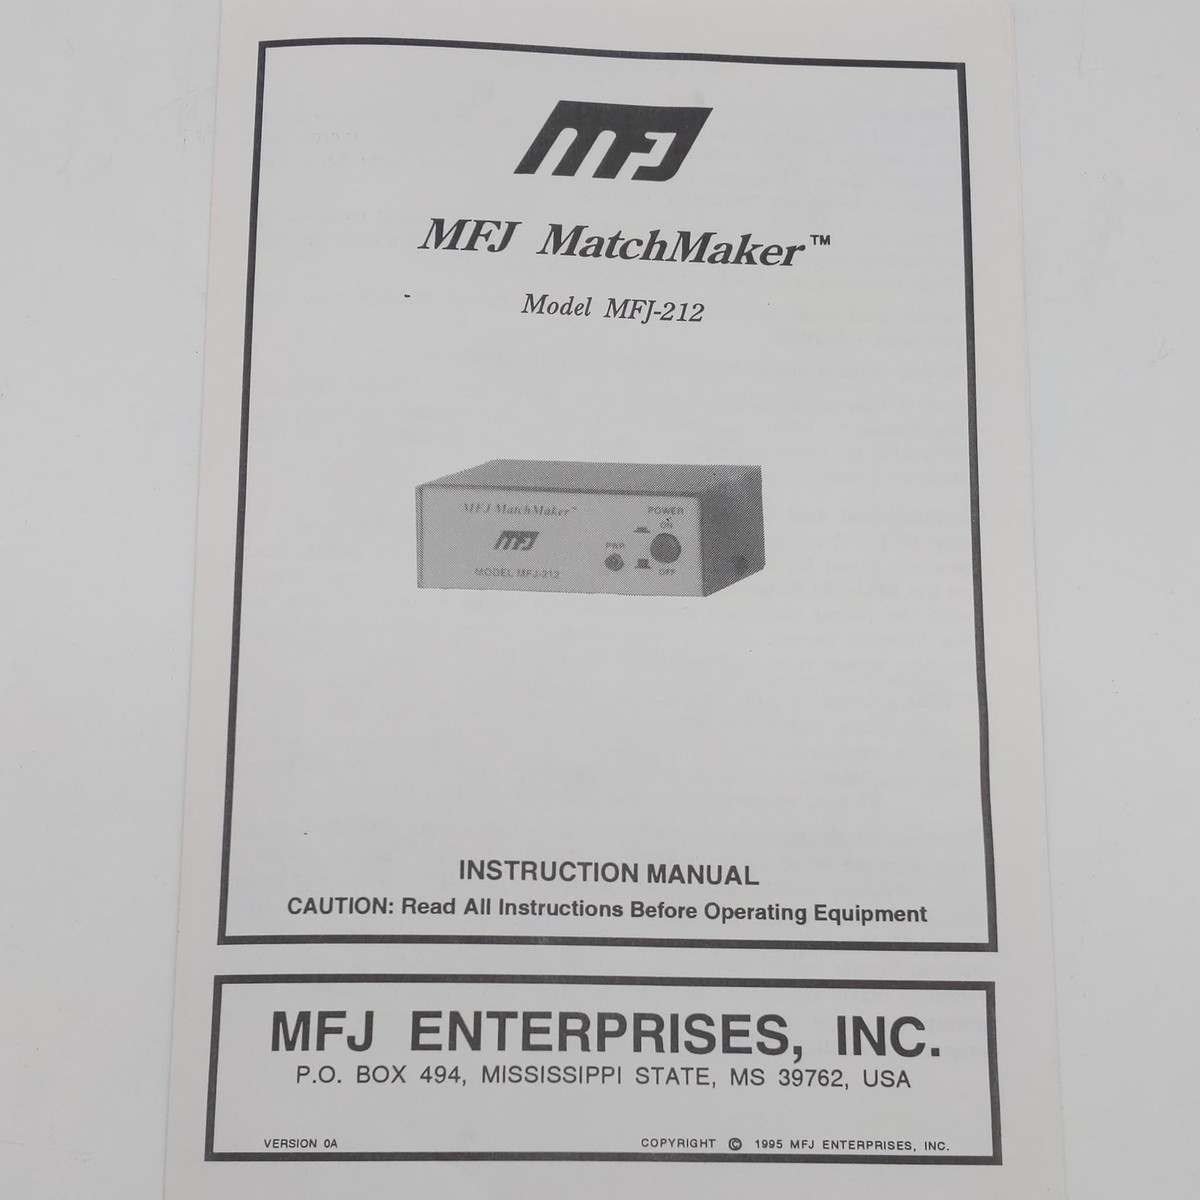 MFJ
MFJ MatchMaker™
Model MFJ-212
MFJ MatchMaker™
POWER
ON
MFJ
PWR
MODEL MFJ-212
OFF
INSTRUCTION MANUAL
CAUTION: Read All Instructions Before Operating Equipment
MFJ ENTERPRISES, INC.
P.O. BOX 494, MISSISSIPPI STATE, MS 39762, USA
VERSION 0A
COPYRIGHT © 1995 MFJ ENTERPRISES, INC.